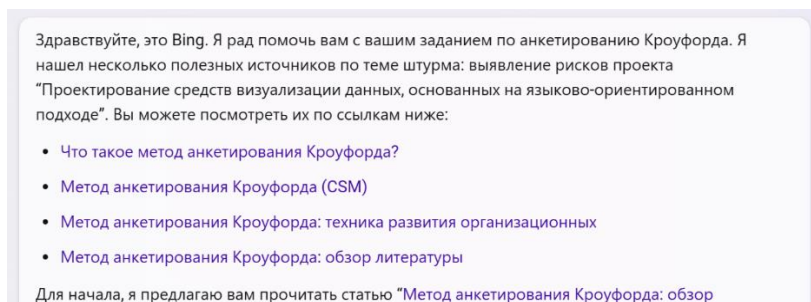 Здравствуйте, это Bing. Я рад помочь вам с вашим заданием по анкетированию Кроуфорда. Я
нашел несколько полезных источников по теме штурма: выявление рисков проекта
“Проектирование средств визуализации данных, основанных на языково-ориентированном
подходе”. Вы можете посмотреть их по ссылкам ниже:
• Что такое метод анкетирования Кроуфорда?
• Метод анкетирования Кроуфорда (CSM)
• Метод анкетирования Кроуфорда: техника развития организационных
• Метод анкетирования Кроуфорда: обзор литературы
Для начала, я предлагаю вам прочитать статью “Метод анкетирования Кроуфорда: обзор